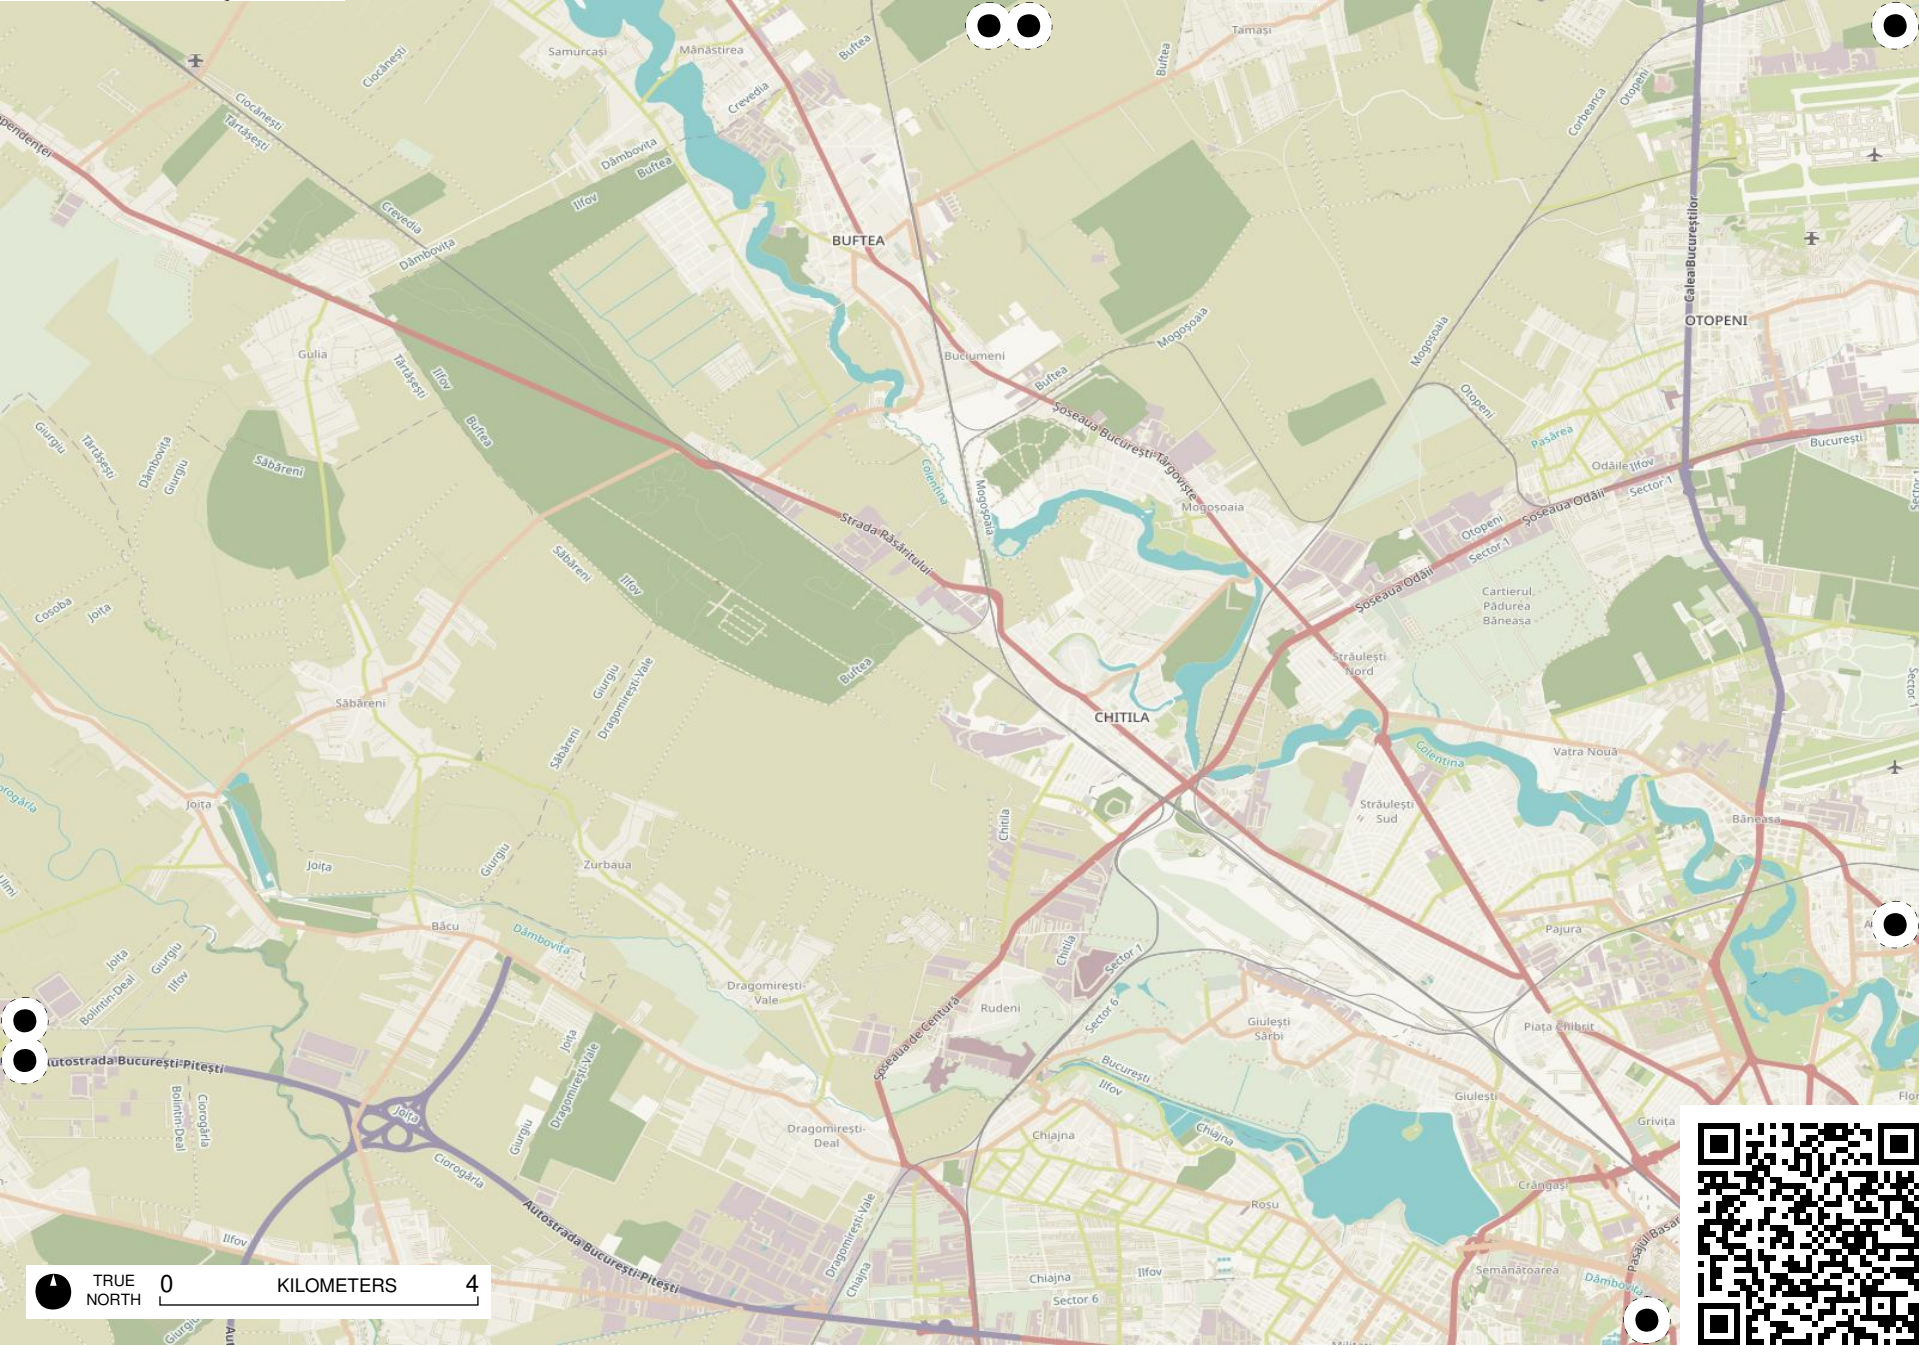 Samurcași
Mănăstirea
Buftea
Tamași
Ciocănești
Crevedia
Buftea
Otopeni
Corbeanca
Ciocănești
Tărtășești
Dâmbovița
Buftea
Ilfov
Crevedia
Dâmbovița
BUFTEA
Calea Bucureștilor
OTOPENI
Gulia
Tărtășești
Ilfov
Buciumeni
Buftea
Mogoșoaia
Mogoșoaia
Otopeni
Șoseaua București-Târgoviște
Giurgiu
Tărtășești
Dâmbovița
Giurgiu
Săbăreni
Buftea
Colentina
Mogoșoaia
Mogoșoaia
Pasărea
București
Odăile
Ilfov
Sector 1
Șoseaua Odăii
Otopeni
Sector 1
Strada Răsăritului
Săbăreni
Ilfov
Șoseaua Odăii
Cartierul
Pădurea
Băneasa
Cosoba
Joița
Buftea
Giurgiu
Dragomirești-Vale
Străulești
Nord
Sector 1
Săbăreni
CHITILA
Săbăreni
Colentina
Vatra Nouă
Joița
Chitila
Străulești
Sud
Băneasa
Joița
Giurgiu
Zurbaua
Ulmi
Băcu
Dâmbovița
Pajura
Joița
Giurgiu
Chitila
Sector 1
Bolintin-Deal
Ilfov
Dragomirești-
Vale
Rudeni
Sector 6
Giulești
Sârbi
Piața Chibrit
Șoseaua de Centură
Joița
Dragomirești-Vale
București
Ilfov
Autostrada București-Pitești
Bolintin-Deal
Ciorogârla
Joița
Giurgiu
Dragomirești-
Deal
Chiajna
Chiajna
Giulești
Grivița
Ciorogârla
Crângași
Roșu
Dragomirești-Vale
Chiajna
Autostrada București-Pitești
Ilfov
Chiajna
Ilfov
Sector 6
Semănătoarea
Dâmbovița
Giurgiu
TRUE
NORTH
0 KILOMETERS 4